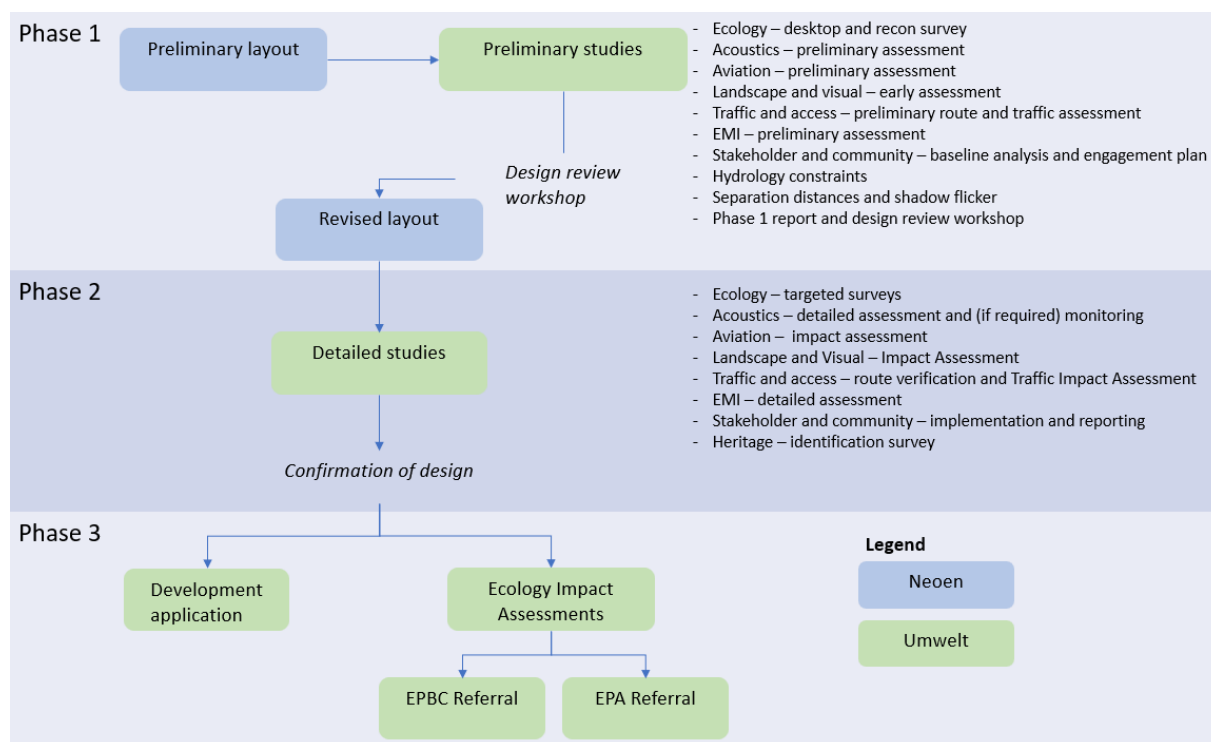 Phase 1
Preliminary layout
Preliminary studies
- Ecology – desktop and recon survey
- Acoustics – preliminary assessment
- Aviation – preliminary assessment
- Landscape and visual – early assessment
- Traffic and access – preliminary route and traffic assessment
- EMI – preliminary assessment
- Stakeholder and community – baseline analysis and engagement plan
- Hydrology constraints
- Separation distances and shadow flicker
- Phase 1 report and design review workshop
Design review
workshop
Revised layout
Phase 2
Detailed studies
- Ecology – targeted surveys
- Acoustics – detailed assessment and (if required) monitoring
- Aviation – impact assessment
- Landscape and Visual – Impact Assessment
- Traffic and access – route verification and Traffic Impact Assessment
- EMI – detailed assessment
- Stakeholder and community – implementation and reporting
- Heritage – identification survey
Confirmation of design
Phase 3
Development
application
Ecology Impact
Assessments
EPBC Referral
EPA Referral
Legend
Neoen
Umwelt